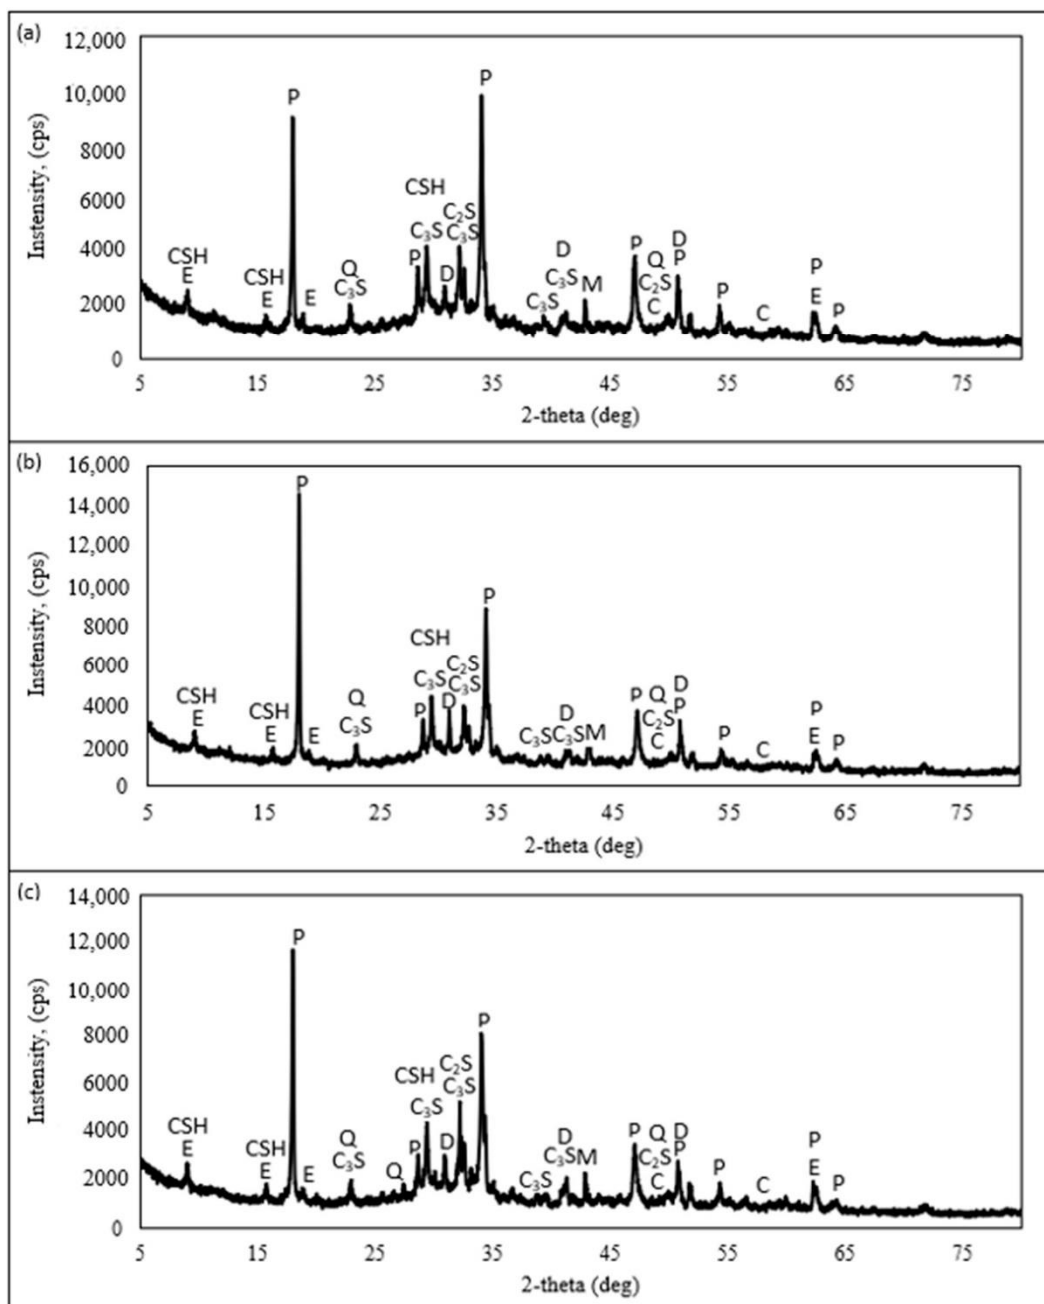 (a)
12,000
10,000
8000
6000
4000
2000
0
Instensity, (cps)
P
P
CSH
C₂S
C₃S
C₃S
CSH
E
CSH
E
E
Q
C₃S
P
D
D
C₃S
C₃S
M
P
Q
C₂S
C
D
P
P
C
P
E
P
5 15 25 35 45 55 65 75
2-theta (deg)
(b)
16,000
14,000
12,000
10,000
8000
6000
4000
2000
0
Instensity, (cps)
P
P
CSH
C₂S
C₃S
C₃S
CSH
E
CSH
E
E
Q
C₃S
P
D
C₃S
D
C₃S
M
P
Q
C₂S
C
D
P
P
C
P
E
P
5 15 25 35 45 55 65 75
2-theta (deg)
(c)
14,000
12,000
10,000
8000
6000
4000
2000
0
Instensity, (cps)
P
P
CSH
C₂S
C₃S
C₃S
CSH
E
CSH
E
E
Q
C₃S
Q
P
D
C₃S
D
C₃S
M
P
Q
C₂S
C
D
P
P
C
P
E
P
5 15 25 35 45 55 65 75
2-theta (deg)